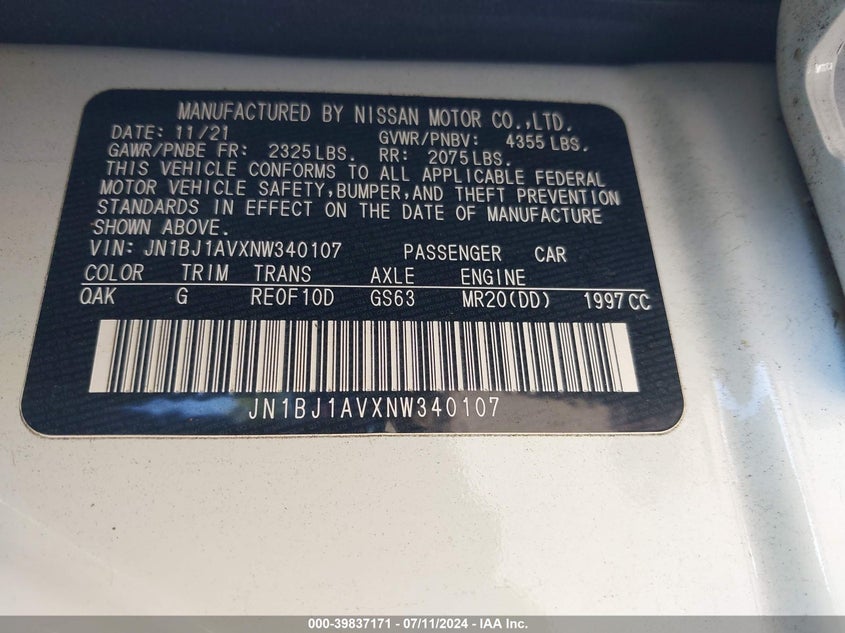 MANUFACTURED BY NISSAN MOTOR CO.,LTD.
DATE: 11/21 GVWR/PNBV: 4355 LBS.
GAWR/PNBE FR: 2325 LBS. RR: 2075 LBS.
THIS VEHICLE CONFORMS TO ALL APPLICABLE FEDERAL
MOTOR VEHICLE SAFETY,BUMPER,AND THEFT PREVENTION
STANDARDS IN EFFECT ON THE DATE OF MANUFACTURE
SHOWN ABOVE.
VIN: JN1BJ1AVXNW340107 PASSENGER CAR
COLOR TRIM TRANS AXLE ENGINE
QAK G RE0F10D GS63 MR20(DD) 1997 CC
JN1BJ1AVXNW340107
000-39837171 - 07/11/2024 - IAA Inc.